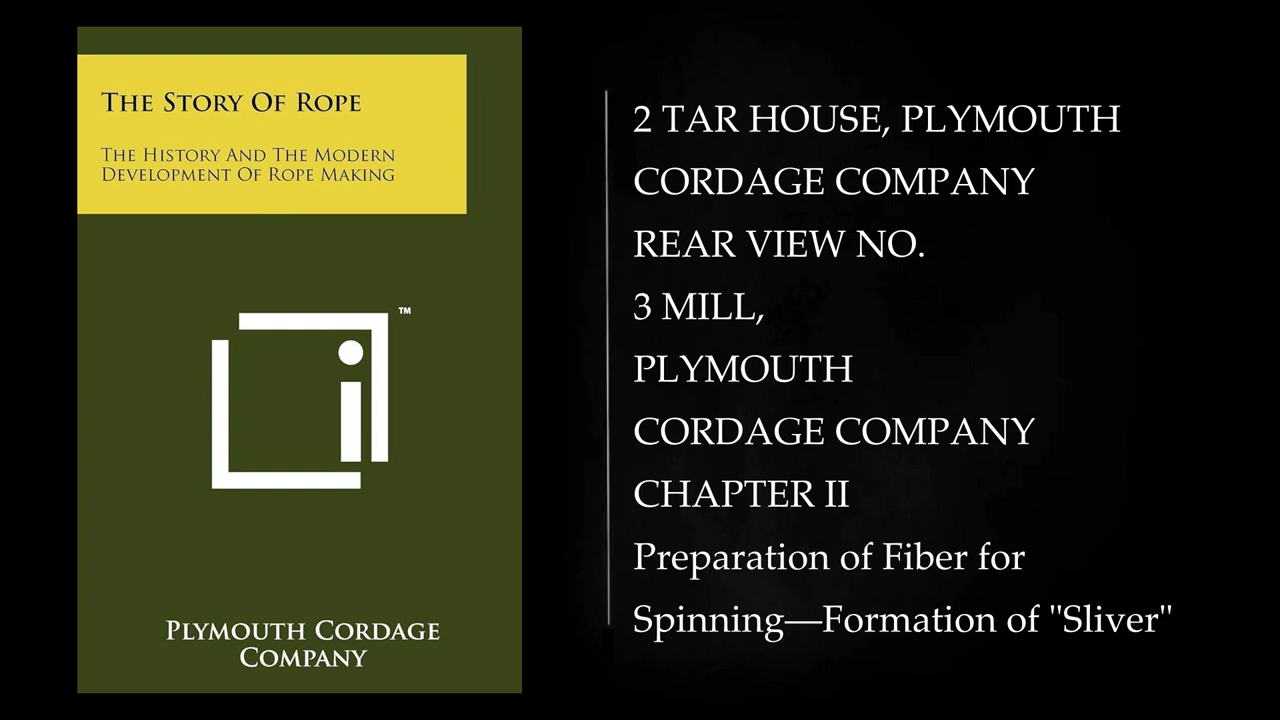 THE STORY OF ROPE
THE HISTORY AND THE MODERN
DEVELOPMENT OF ROPE MAKING
i
TM
PLYMOUTH CORDAGE
COMPANY
2 TAR HOUSE, PLYMOUTH
CORDAGE COMPANY
REAR VIEW NO.
3 MILL,
PLYMOUTH
CORDAGE COMPANY
CHAPTER II
Preparation of Fiber for
Spinning—Formation of "Sliver"